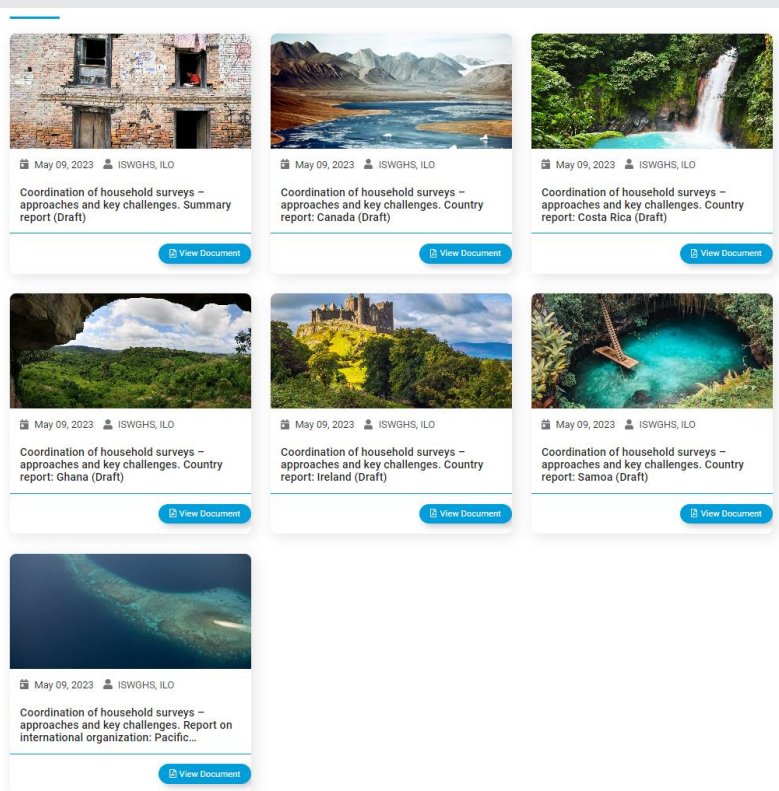 May 09, 2023 ISWGHS, ILO
Coordination of household surveys –
approaches and key challenges. Summary
report (Draft)
View Document
May 09, 2023 ISWGHS, ILO
Coordination of household surveys –
approaches and key challenges. Country
report: Canada (Draft)
View Document
May 09, 2023 ISWGHS, ILO
Coordination of household surveys –
approaches and key challenges. Country
report: Costa Rica (Draft)
View Document
May 09, 2023 ISWGHS, ILO
Coordination of household surveys –
approaches and key challenges. Country
report: Ghana (Draft)
View Document
May 09, 2023 ISWGHS, ILO
Coordination of household surveys –
approaches and key challenges. Country
report: Ireland (Draft)
View Document
May 09, 2023 ISWGHS, ILO
Coordination of household surveys –
approaches and key challenges. Country
report: Samoa (Draft)
View Document
May 09, 2023 ISWGHS, ILO
Coordination of household surveys –
approaches and key challenges. Report on
international organization: Pacific...
View Document